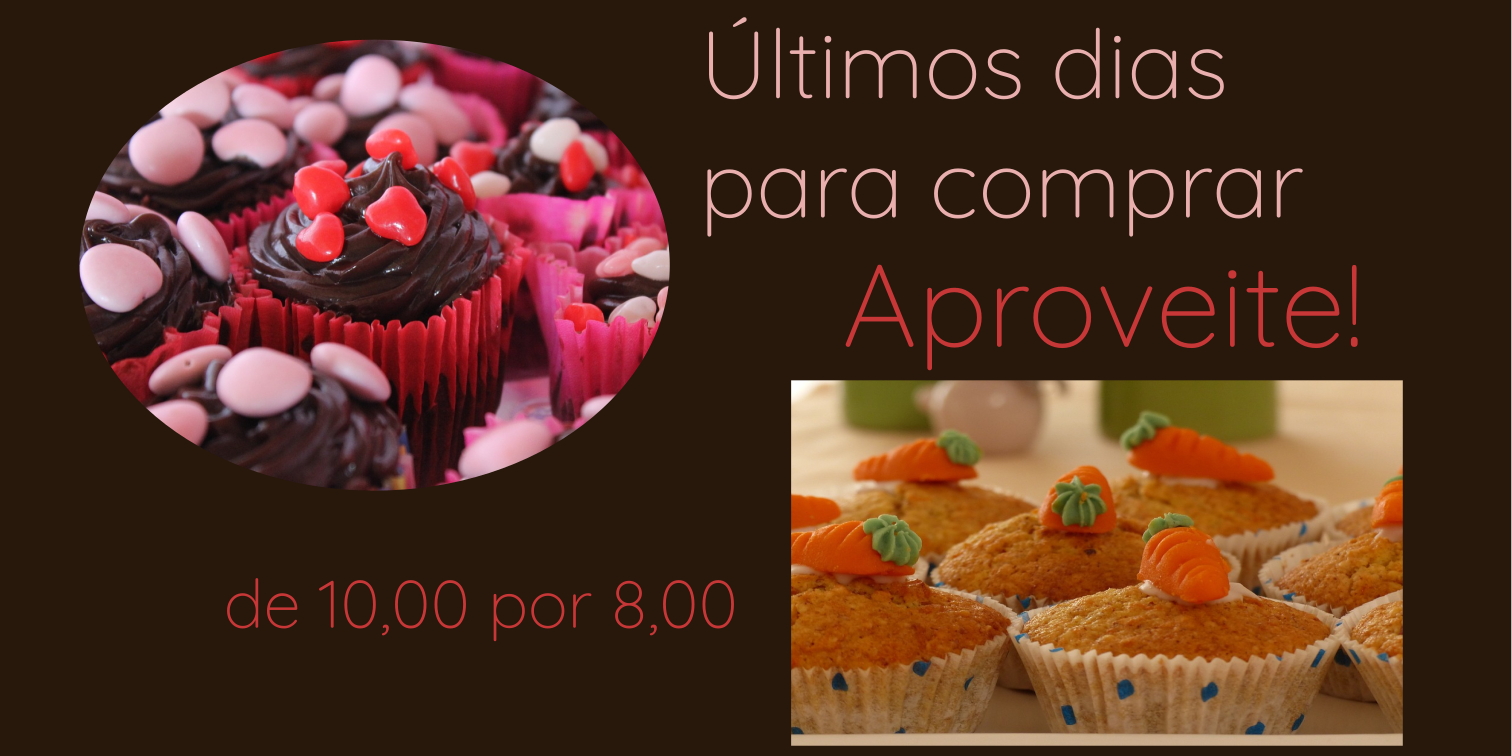 Últimos dias
para comprar
Aproveite!
de 10,00 por 8,00